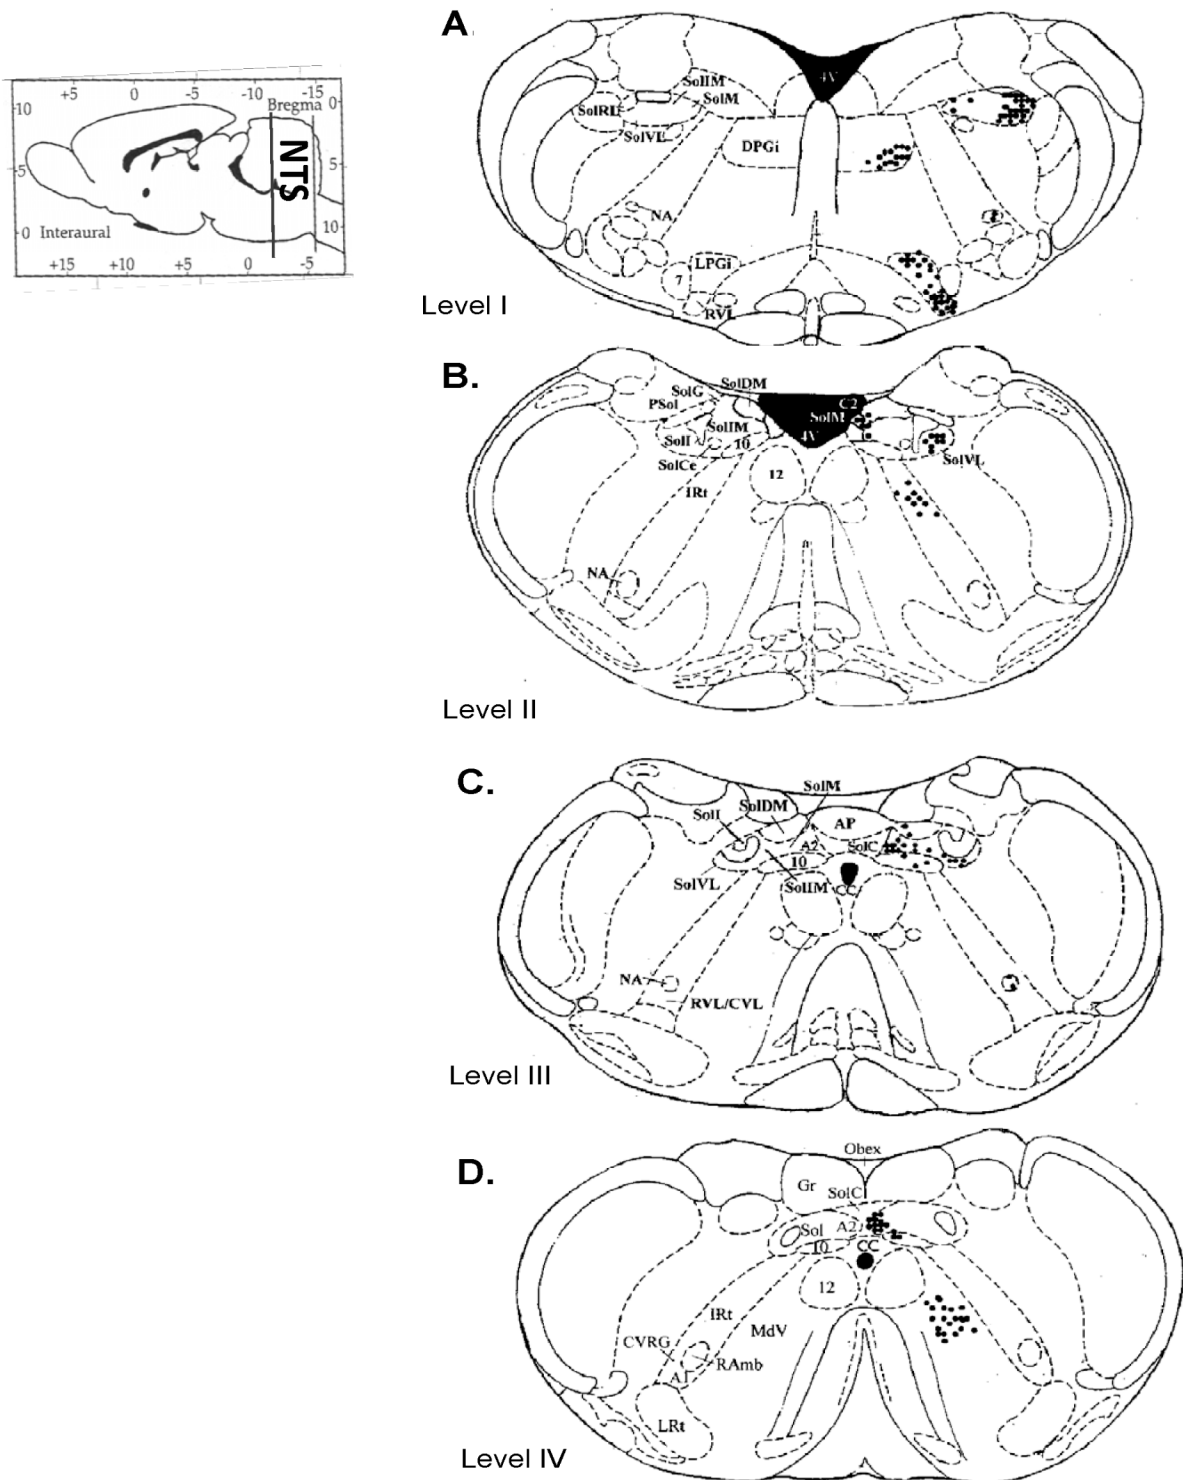 +5 0 -5 -10 -15
Bregma
10 0
-5 5
NTS
0 Interaural 10
+15 +10 +5 0 -5
A.
4V
SolIM
SolM
SolRL
SolVL
DPGi
NA
LPGi
7
RVL
Level I
B.
SolDM
SolG
PSol
C2
SolM
SolIM
4V
SolI
10
SolCe
SolVL
12
IRt
NA
Level II
C.
SolM
SolDM
SolI
AP
A2
SolC
10
SolVL
SolIM
CC
NA
RVL/CVL
Level III
D.
Obex
Gr
SolC
Sol
A2
10
CC
12
IRt
MdV
CVRG
RAmb
A1
LRt
Level IV